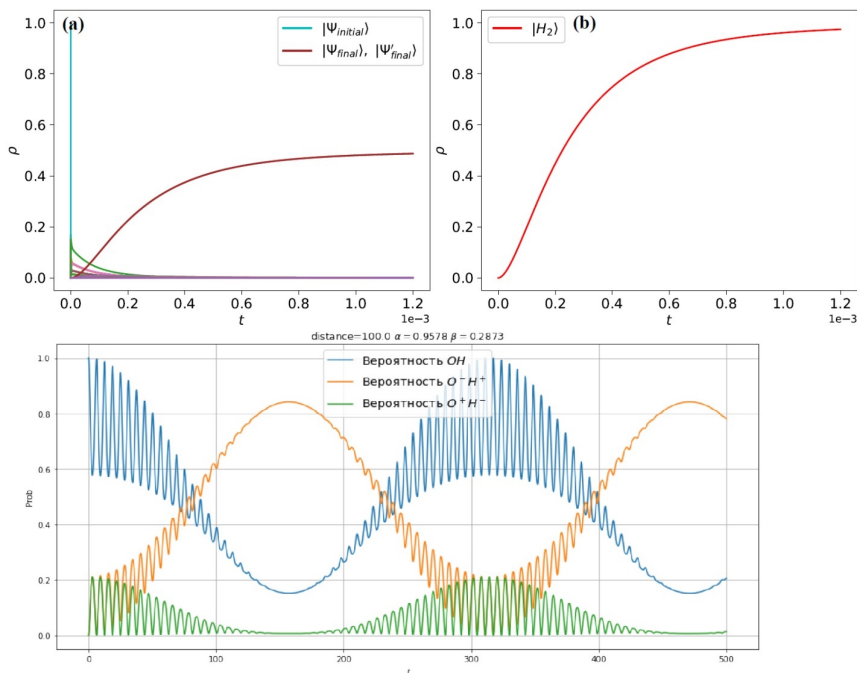 (a)
|Ψ_initial⟩
|Ψ_final⟩, |Ψ′_final⟩
ρ
1.0
0.8
0.6
0.4
0.2
0.0
0.0 0.2 0.4 0.6 0.8 1.0 1.2
1e−3
t
(b)
|H₂⟩
ρ
1.0
0.8
0.6
0.4
0.2
0.0
0.0 0.2 0.4 0.6 0.8 1.0 1.2
1e−3
t
distance=100.0 α = 0.9578 β = 0.2873
Вероятность OH
Вероятность O⁻H⁺
Вероятность O⁺H⁻
Prob
1.0
0.8
0.6
0.4
0.2
0.0
0 100 200 300 400 500
t